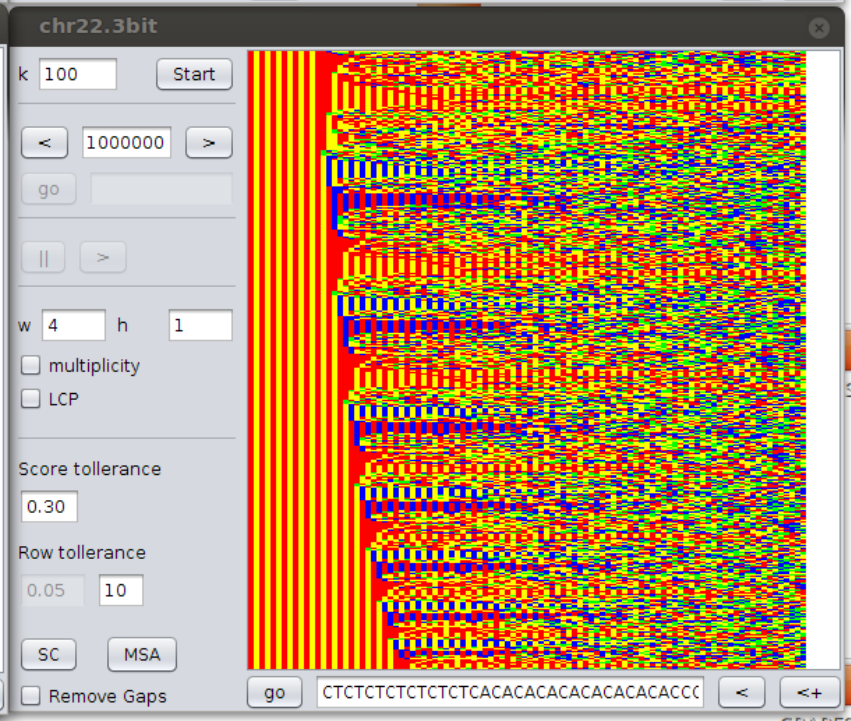 chr22.3bit
k 100 Start
< 1000000 >
go
|| >
w 4 h 1
multiplicity
LCP
Score tollerance
0.30
Row tollerance
0.05 10
SC MSA
Remove Gaps
go CTCTCTCTCTCTCTCACACACACACACACACACCC < <+